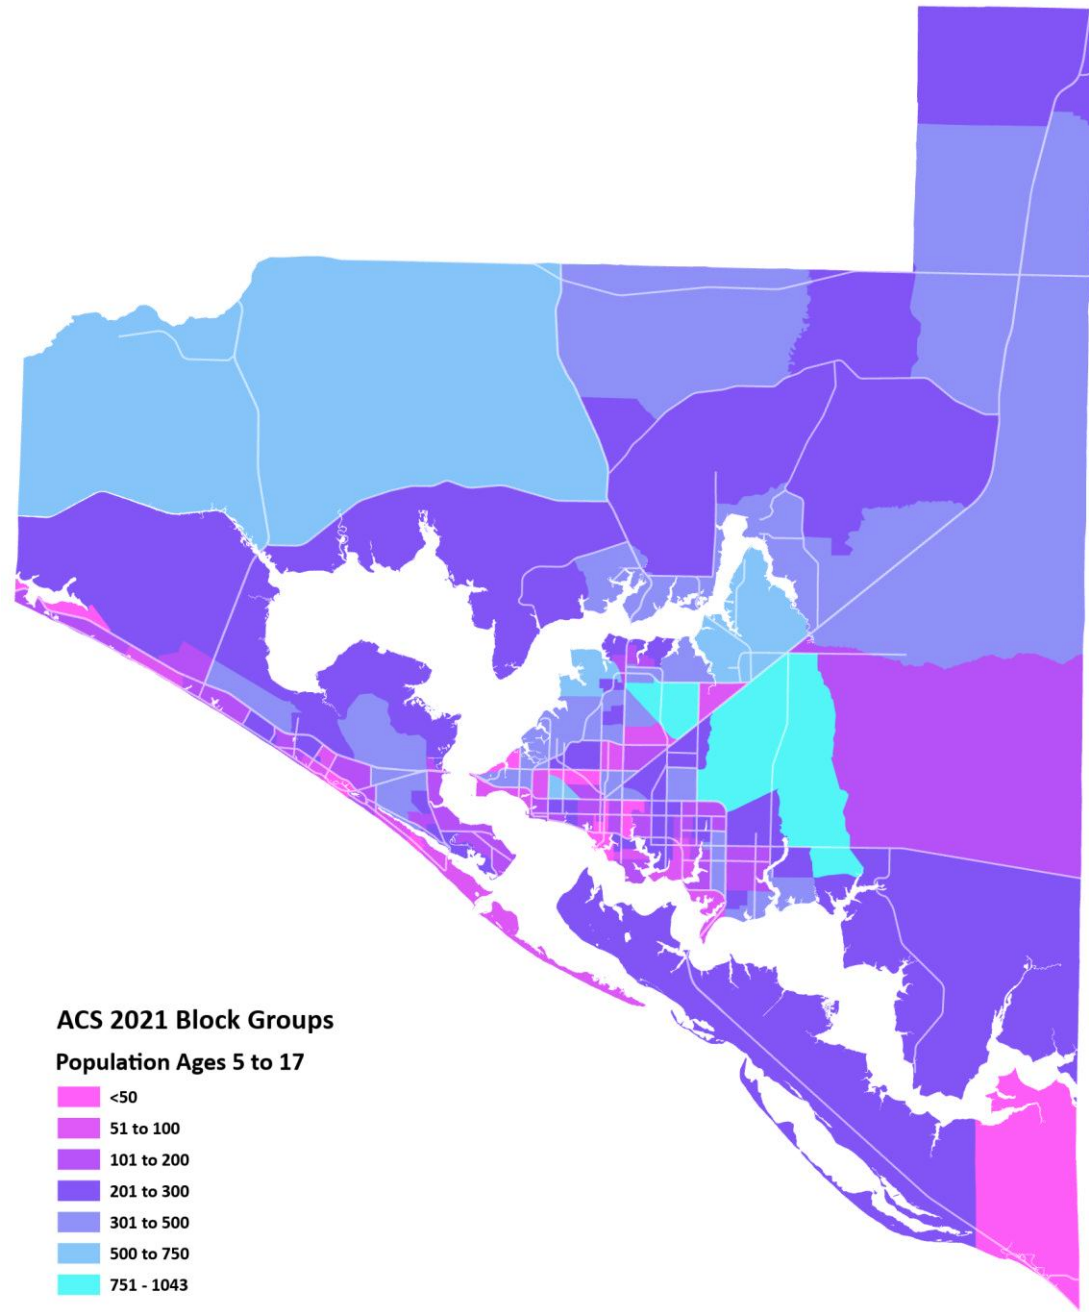 ACS 2021 Block Groups
Population Ages 5 to 17
<50
51 to 100
101 to 200
201 to 300
301 to 500
500 to 750
751 - 1043